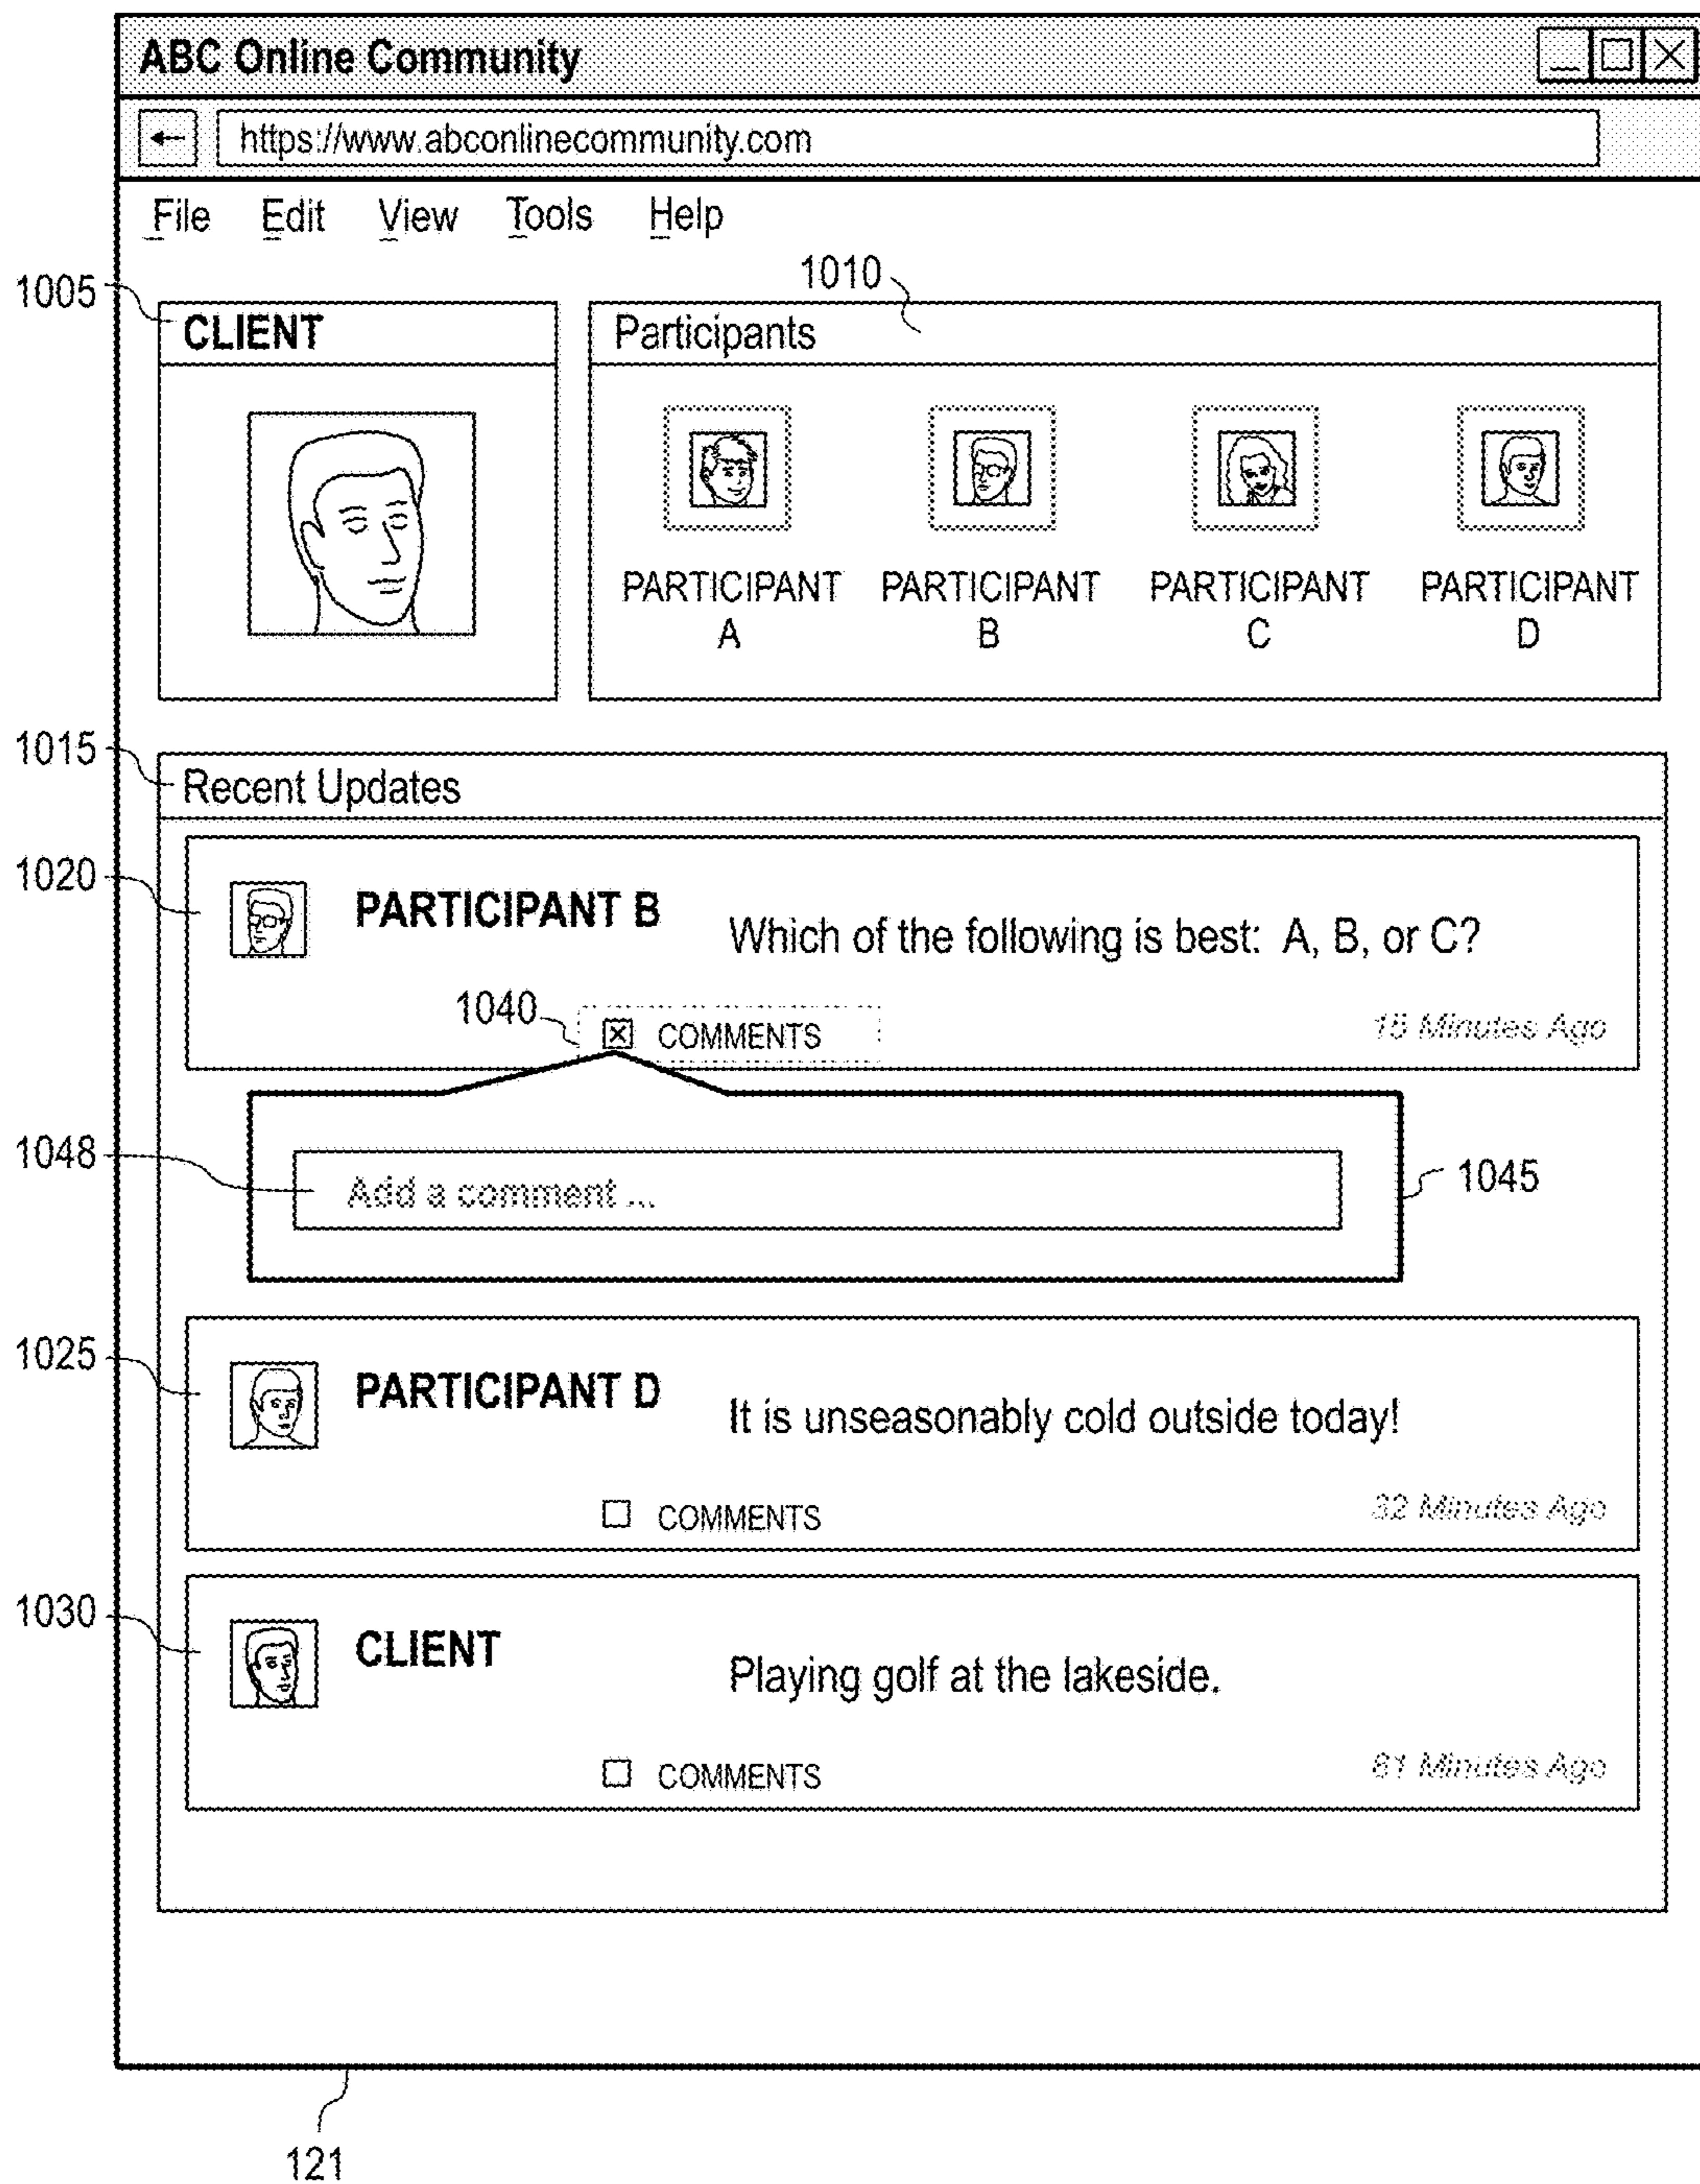 ABC Online Community
https://www.abconlinecommunity.com
File Edit View Tools Help
1005
1010
CLIENT
Participants
PARTICIPANT A
PARTICIPANT B
PARTICIPANT C
PARTICIPANT D
1015
Recent Updates
1020
PARTICIPANT B
Which of the following is best: A, B, or C?
1040
COMMENTS
15 Minutes Ago
1048
Add a comment ...
1045
1025
PARTICIPANT D
It is unseasonably cold outside today!
COMMENTS
32 Minutes Ago
1030
CLIENT
Playing golf at the lakeside.
COMMENTS
61 Minutes Ago
121